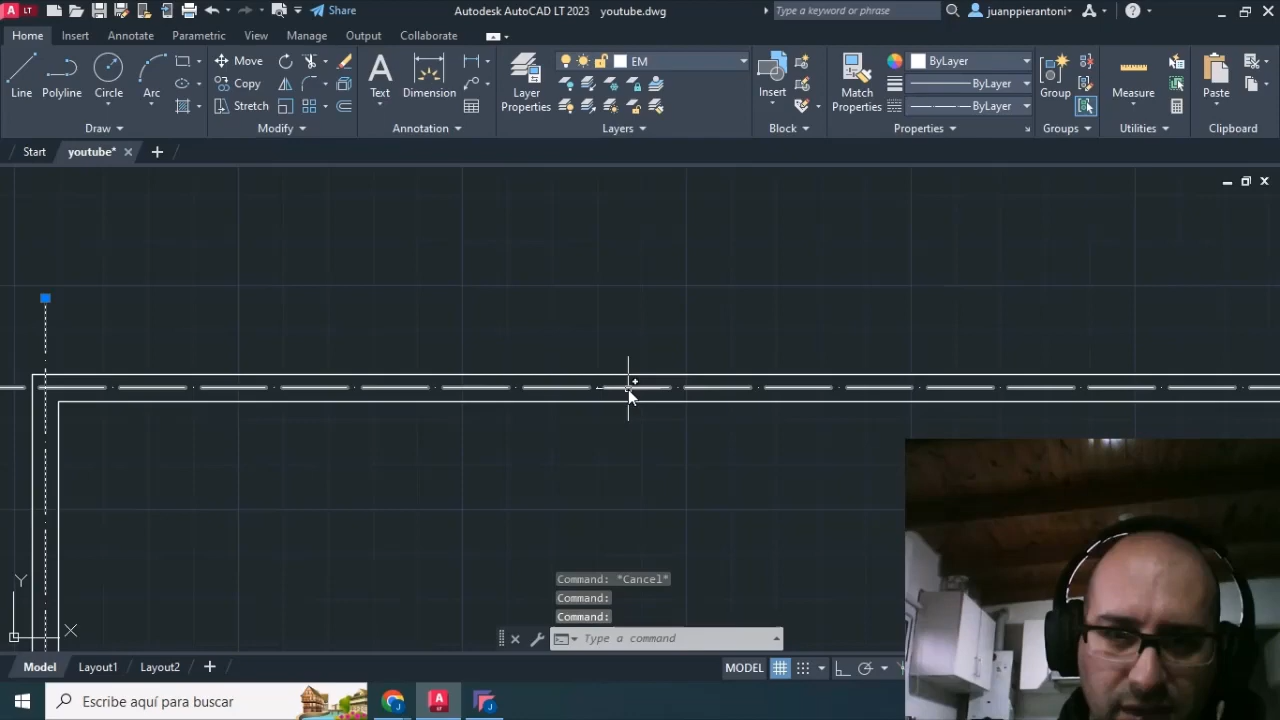 LT Share Autodesk AutoCAD LT 2023 youtube.dwg Type a keyword or phrase juanppierantoni
Home Insert Annotate Parametric View Manage Output Collaborate
Line Polyline Circle Arc
Draw
Move
Copy
Stretch
Modify
Text Dimension
Annotation
Layer Properties
EM
Layers
Insert
Block
Match Properties
ByLayer
ByLayer
ByLayer
Properties
Group
Groups
Measure
Utilities
Paste
Clipboard
Start youtube*
Y
X
Command: *Cancel*
Command:
Command:
Type a command
Model Layout1 Layout2 MODEL
Escribe aquí para buscar